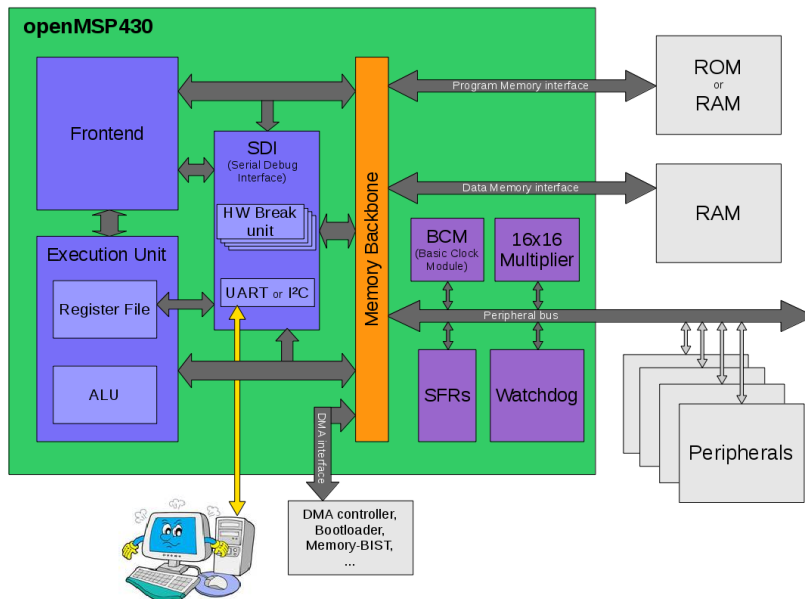 openMSP430
Frontend
SDI
(Serial Debug
Interface)
HW Break
unit
UART or I²C
Execution Unit
Register File
ALU
Memory Backbone
Program Memory interface
ROM
or
RAM
Data Memory interface
RAM
BCM
(Basic Clock
Module)
16x16
Multiplier
Peripheral bus
SFRs
Watchdog
Peripherals
DMA interface
DMA controller,
Bootloader,
Memory-BIST,
...